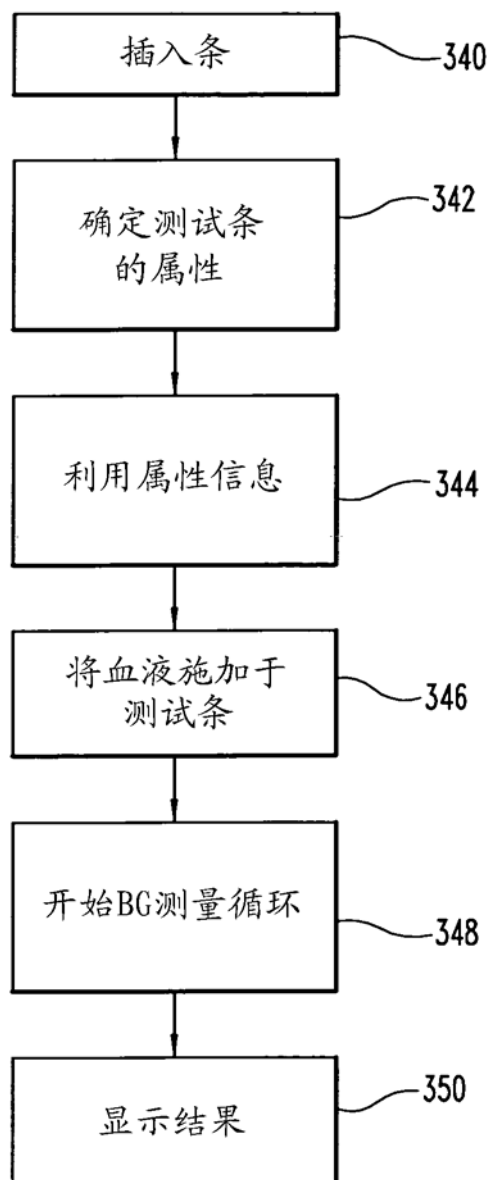 插入条
340
确定测试条
的属性
342
利用属性信息
344
将血液施加于
测试条
346
开始BG测量循环
348
显示结果
350